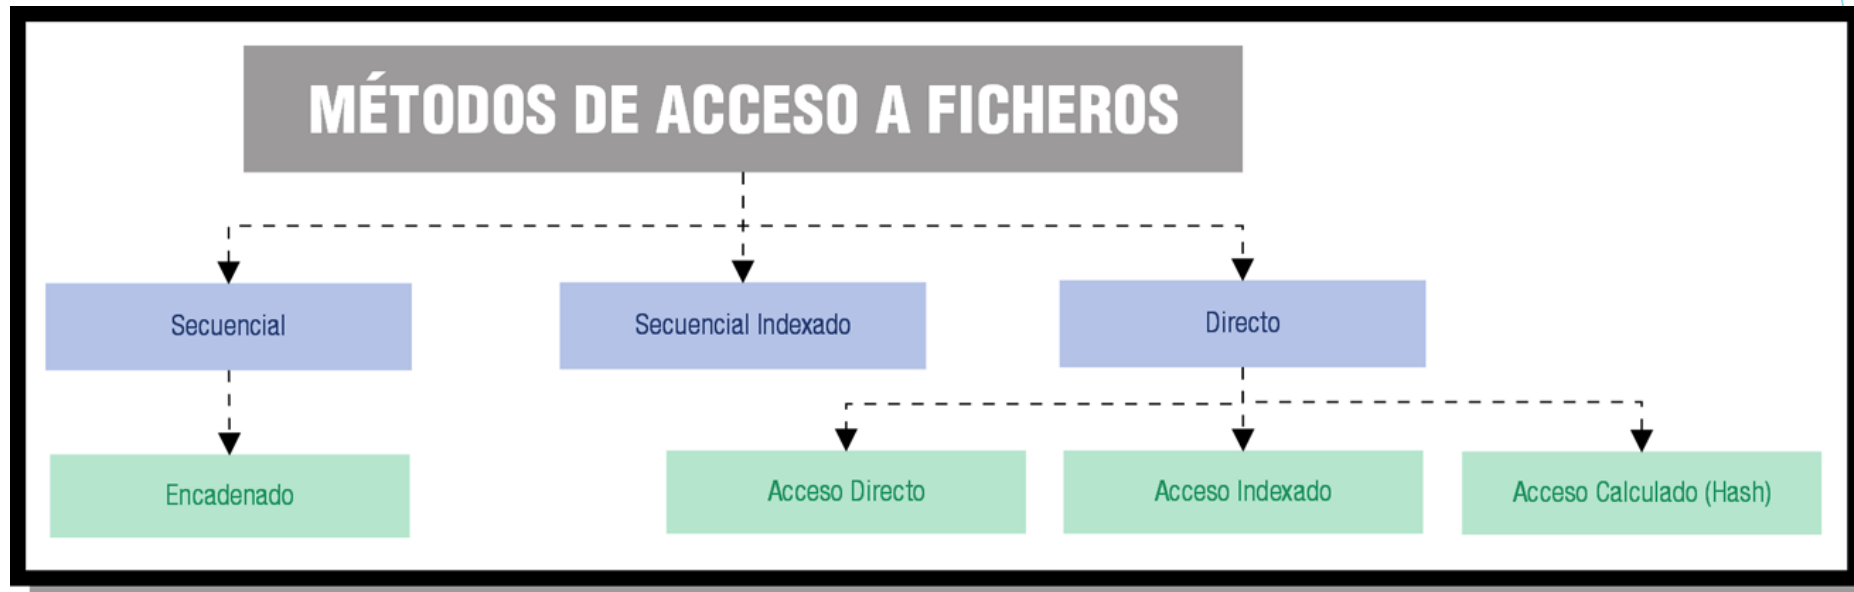 MÉTODOS DE ACCESO A FICHEROS
Secuencial
Secuencial Indexado
Directo
Encadenado
Acceso Directo
Acceso Indexado
Acceso Calculado (Hash)